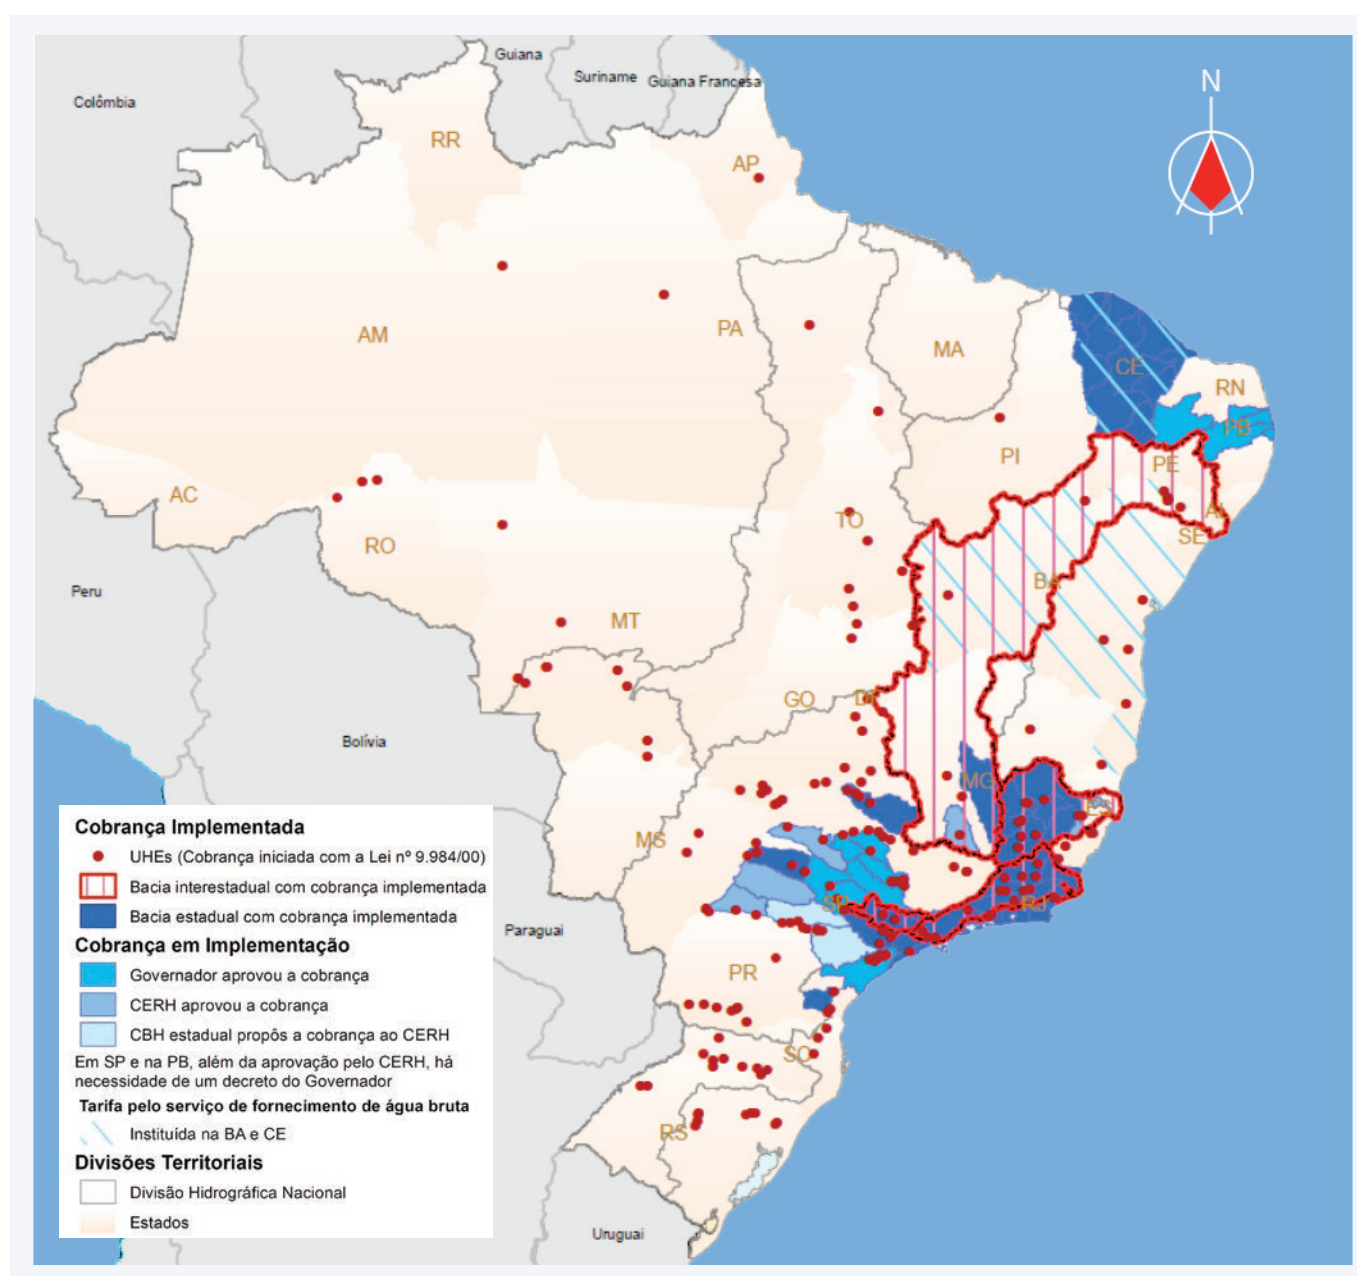 Guiana
Suriname
Guiana Francesa
Colômbia
N
RR
AP
AM
PA
MA
CE
RN
PB
PI
PE
AC
TO
AL
SE
RO
BA
Peru
MT
GO
DF
Bolívia
MG
ES
MS
SP
RJ
Paraguai
PR
SC
RS
Uruguai
Cobrança Implementada
UHEs (Cobrança iniciada com a Lei nº 9.984/00)
Bacia interestadual com cobrança implementada
Bacia estadual com cobrança implementada
Cobrança em Implementação
Governador aprovou a cobrança
CERH aprovou a cobrança
CBH estadual propôs a cobrança ao CERH
Em SP e na PB, além da aprovação pelo CERH, há
necessidade de um decreto do Governador
Tarifa pelo serviço de fornecimento de água bruta
Instituída na BA e CE
Divisões Territoriais
Divisão Hidrográfica Nacional
Estados